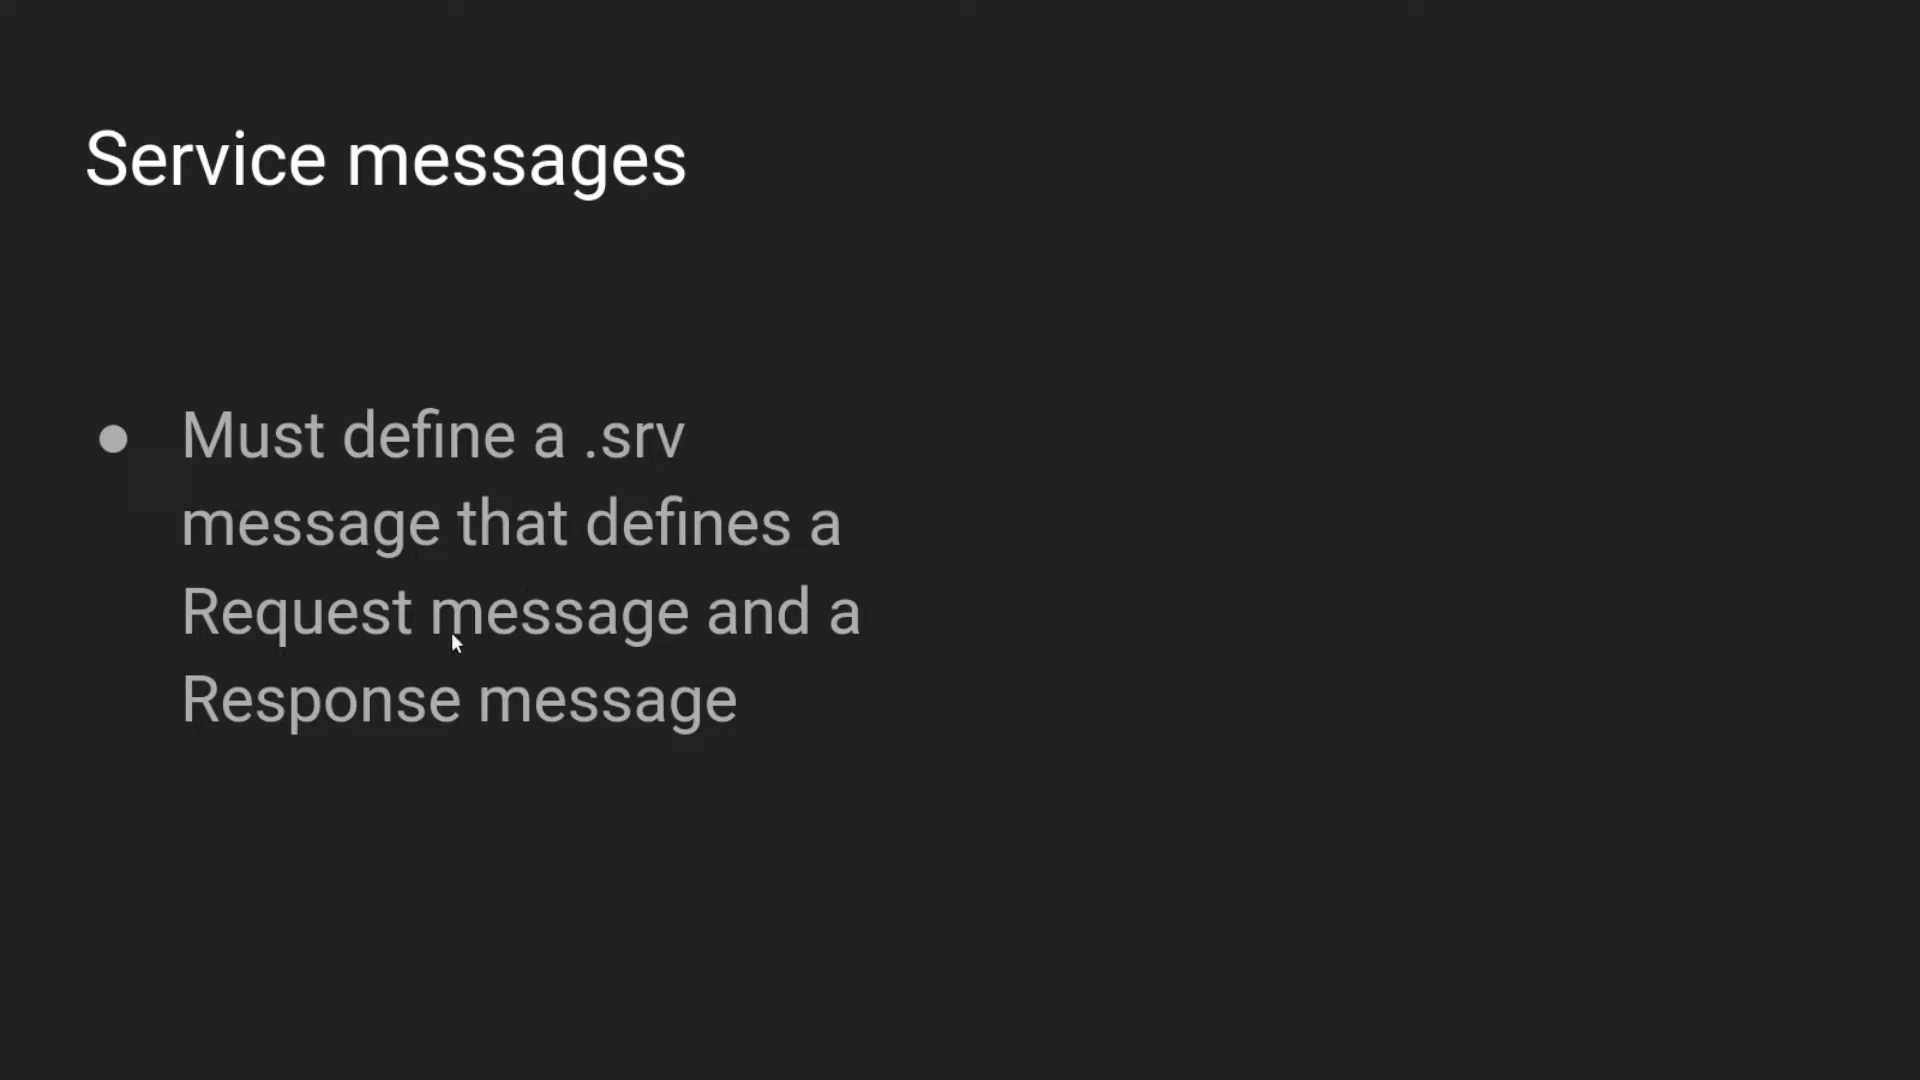 Service messages
● Must define a .srv
message that defines a
Request message and a
Response message